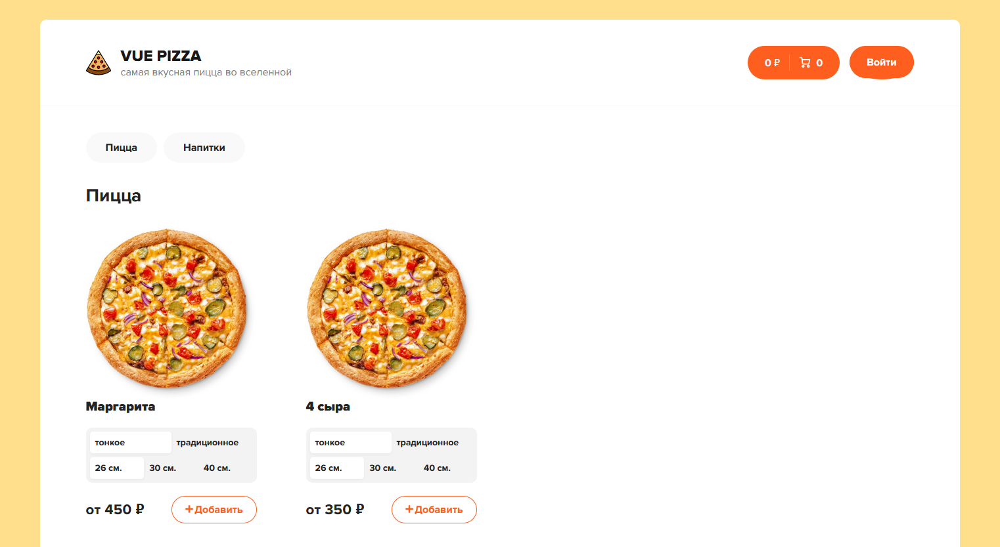 VUE PIZZA
самая вкусная пицца во вселенной
0 ₽ 0
Войти
Пицца Напитки
Пицца
Маргарита
тонкое традиционное
26 см. 30 см. 40 см.
от 450 ₽ +Добавить
4 сыра
тонкое традиционное
26 см. 30 см. 40 см.
от 350 ₽ +Добавить